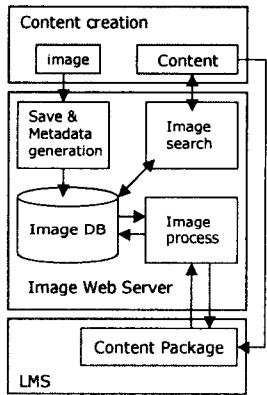 Content creation
image
Content
Save &
Metadata
generation
Image
search
Image DB
Image
process
Image Web Server
Content Package
LMS